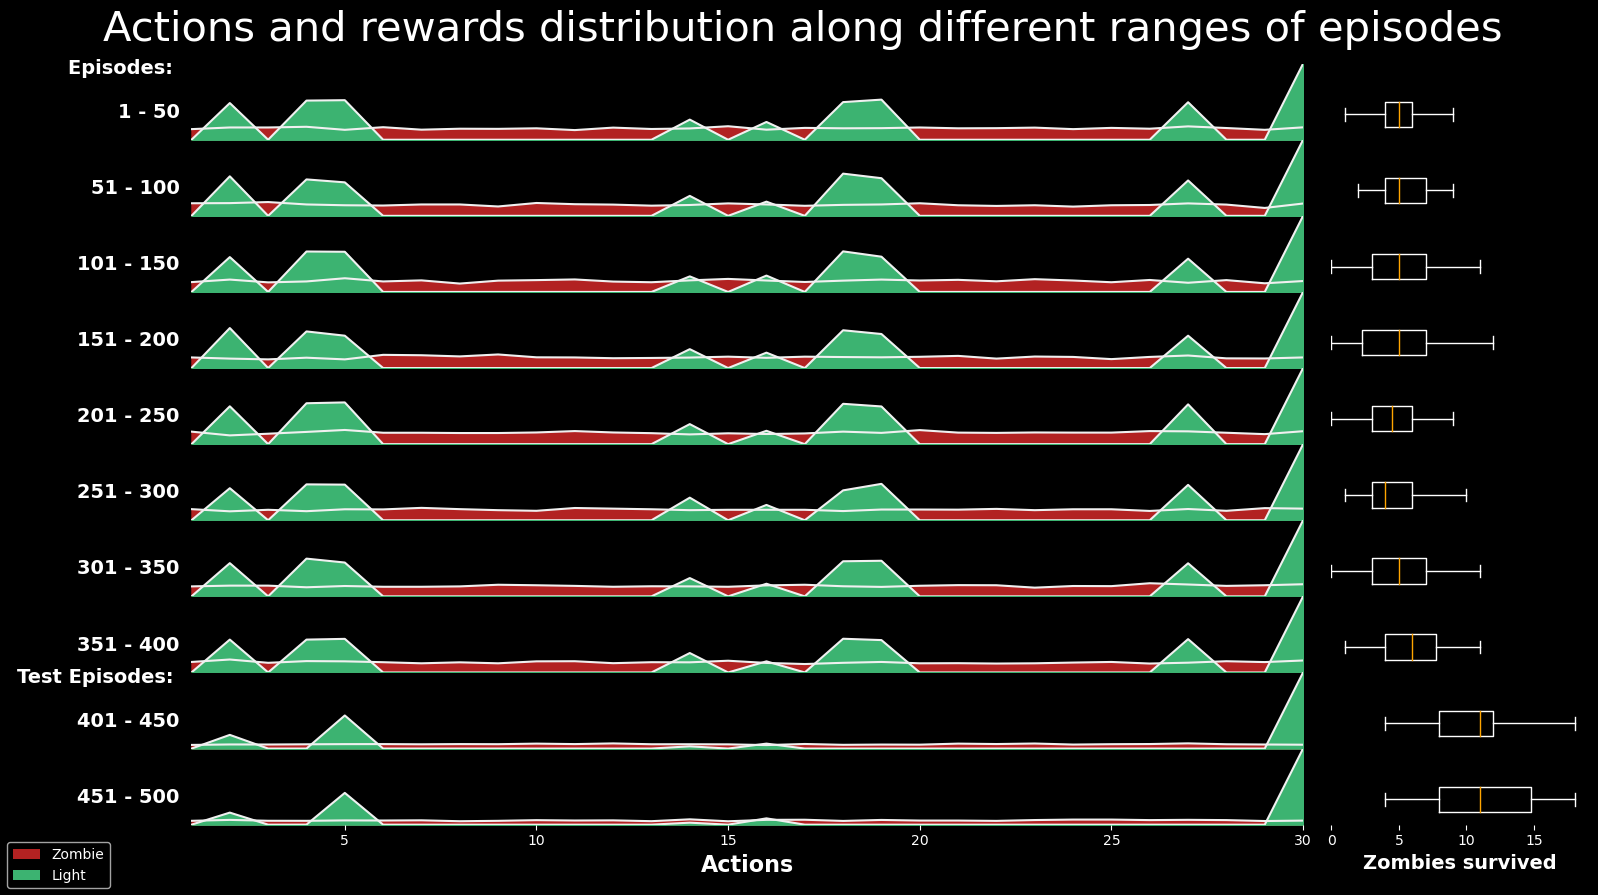 Actions and rewards distribution along different ranges of episodes
Episodes:
1 - 50
51 - 100
101 - 150
151 - 200
201 - 250
251 - 300
301 - 350
351 - 400
Test Episodes:
401 - 450
451 - 500
5 10 15 20 25 30
Actions
0 5 10 15
Zombies survived
Zombie
Light